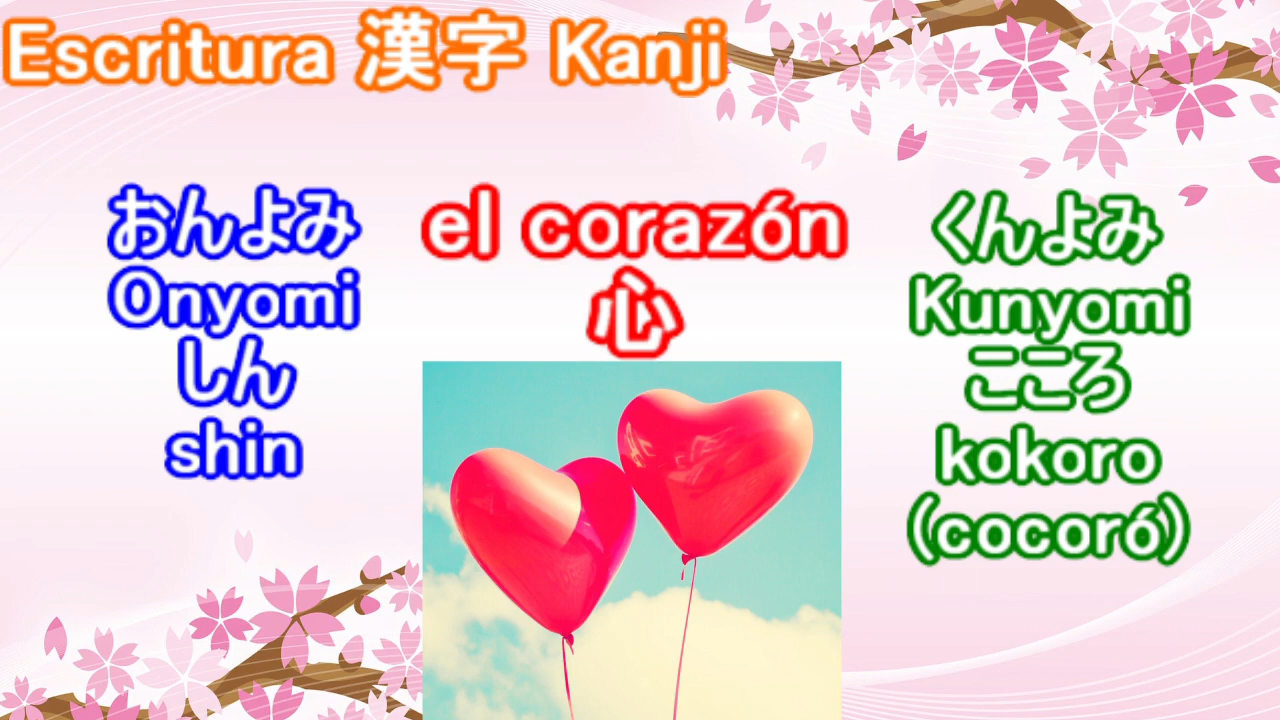 Escritura 漢字 Kanji
おんよみ
Onyomi
しん
shin
el corazón
心
くんよみ
Kunyomi
こころ
kokoro
(cocoró)